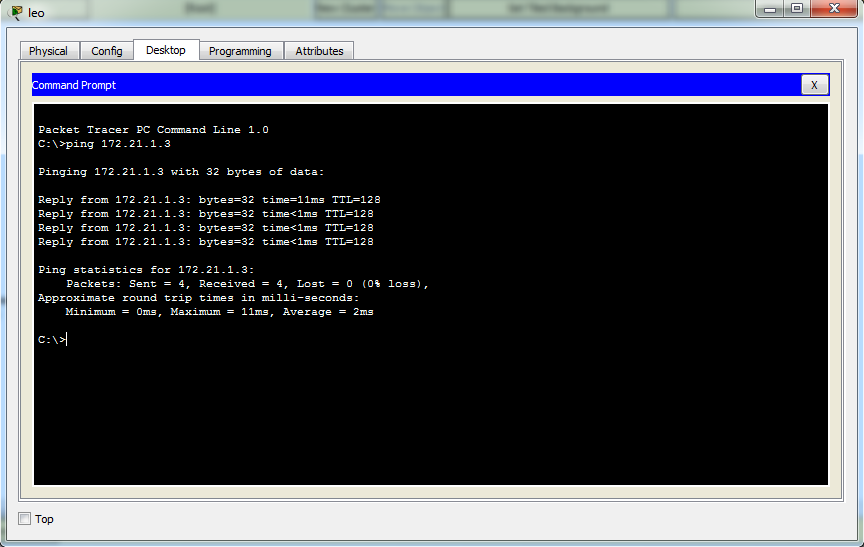 leo
Physical
Config
Desktop
Programming
Attributes
Command Prompt
X
Packet Tracer PC Command Line 1.0
C:\>ping 172.21.1.3
Pinging 172.21.1.3 with 32 bytes of data:
Reply from 172.21.1.3: bytes=32 time=11ms TTL=128
Reply from 172.21.1.3: bytes=32 time<1ms TTL=128
Reply from 172.21.1.3: bytes=32 time<1ms TTL=128
Reply from 172.21.1.3: bytes=32 time<1ms TTL=128
Ping statistics for 172.21.1.3:
Packets: Sent = 4, Received = 4, Lost = 0 (0% loss),
Approximate round trip times in milli-seconds:
Minimum = 0ms, Maximum = 11ms, Average = 2ms
C:\>
Top